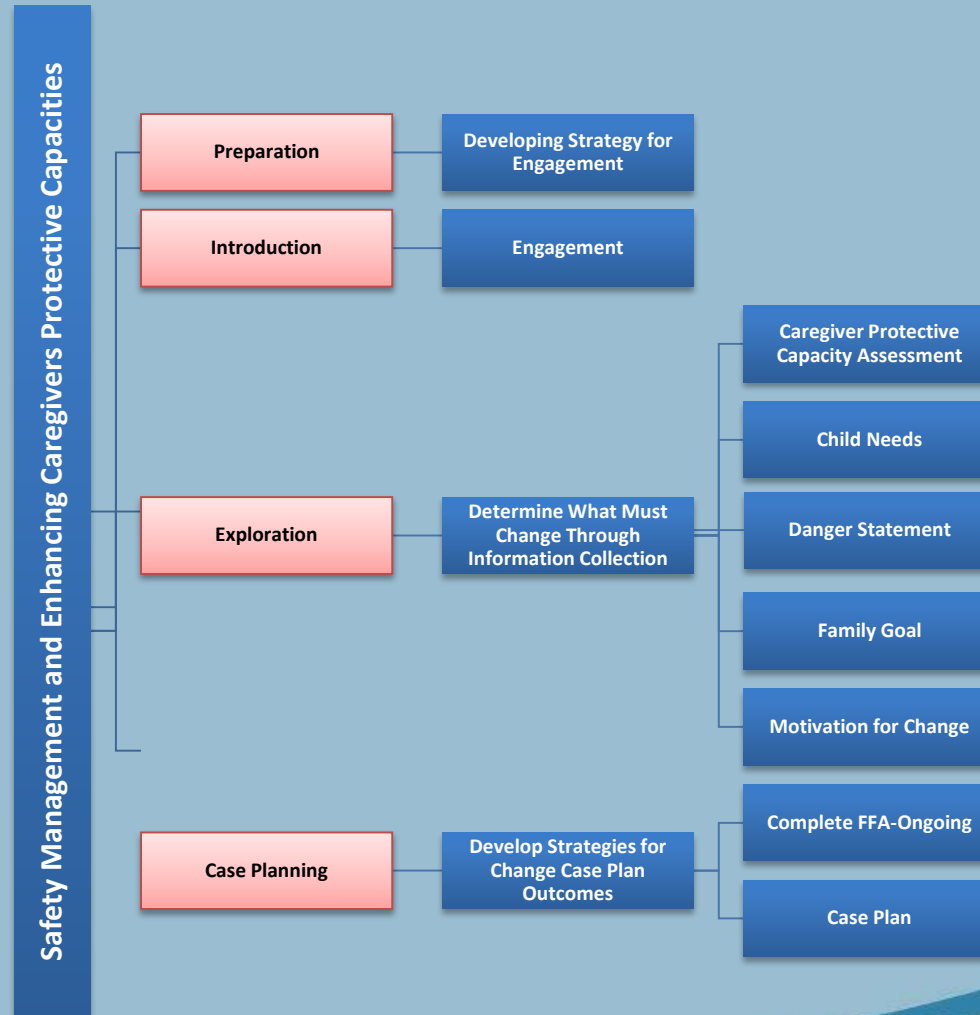 Safety Management and Enhancing Caregivers Protective Capacities
Preparation
Developing Strategy for
Engagement
Introduction
Engagement
Exploration
Determine What Must
Change Through
Information Collection
Caregiver Protective
Capacity Assessment
Child Needs
Danger Statement
Family Goal
Motivation for Change
Case Planning
Develop Strategies for
Change Case Plan
Outcomes
Complete FFA-Ongoing
Case Plan